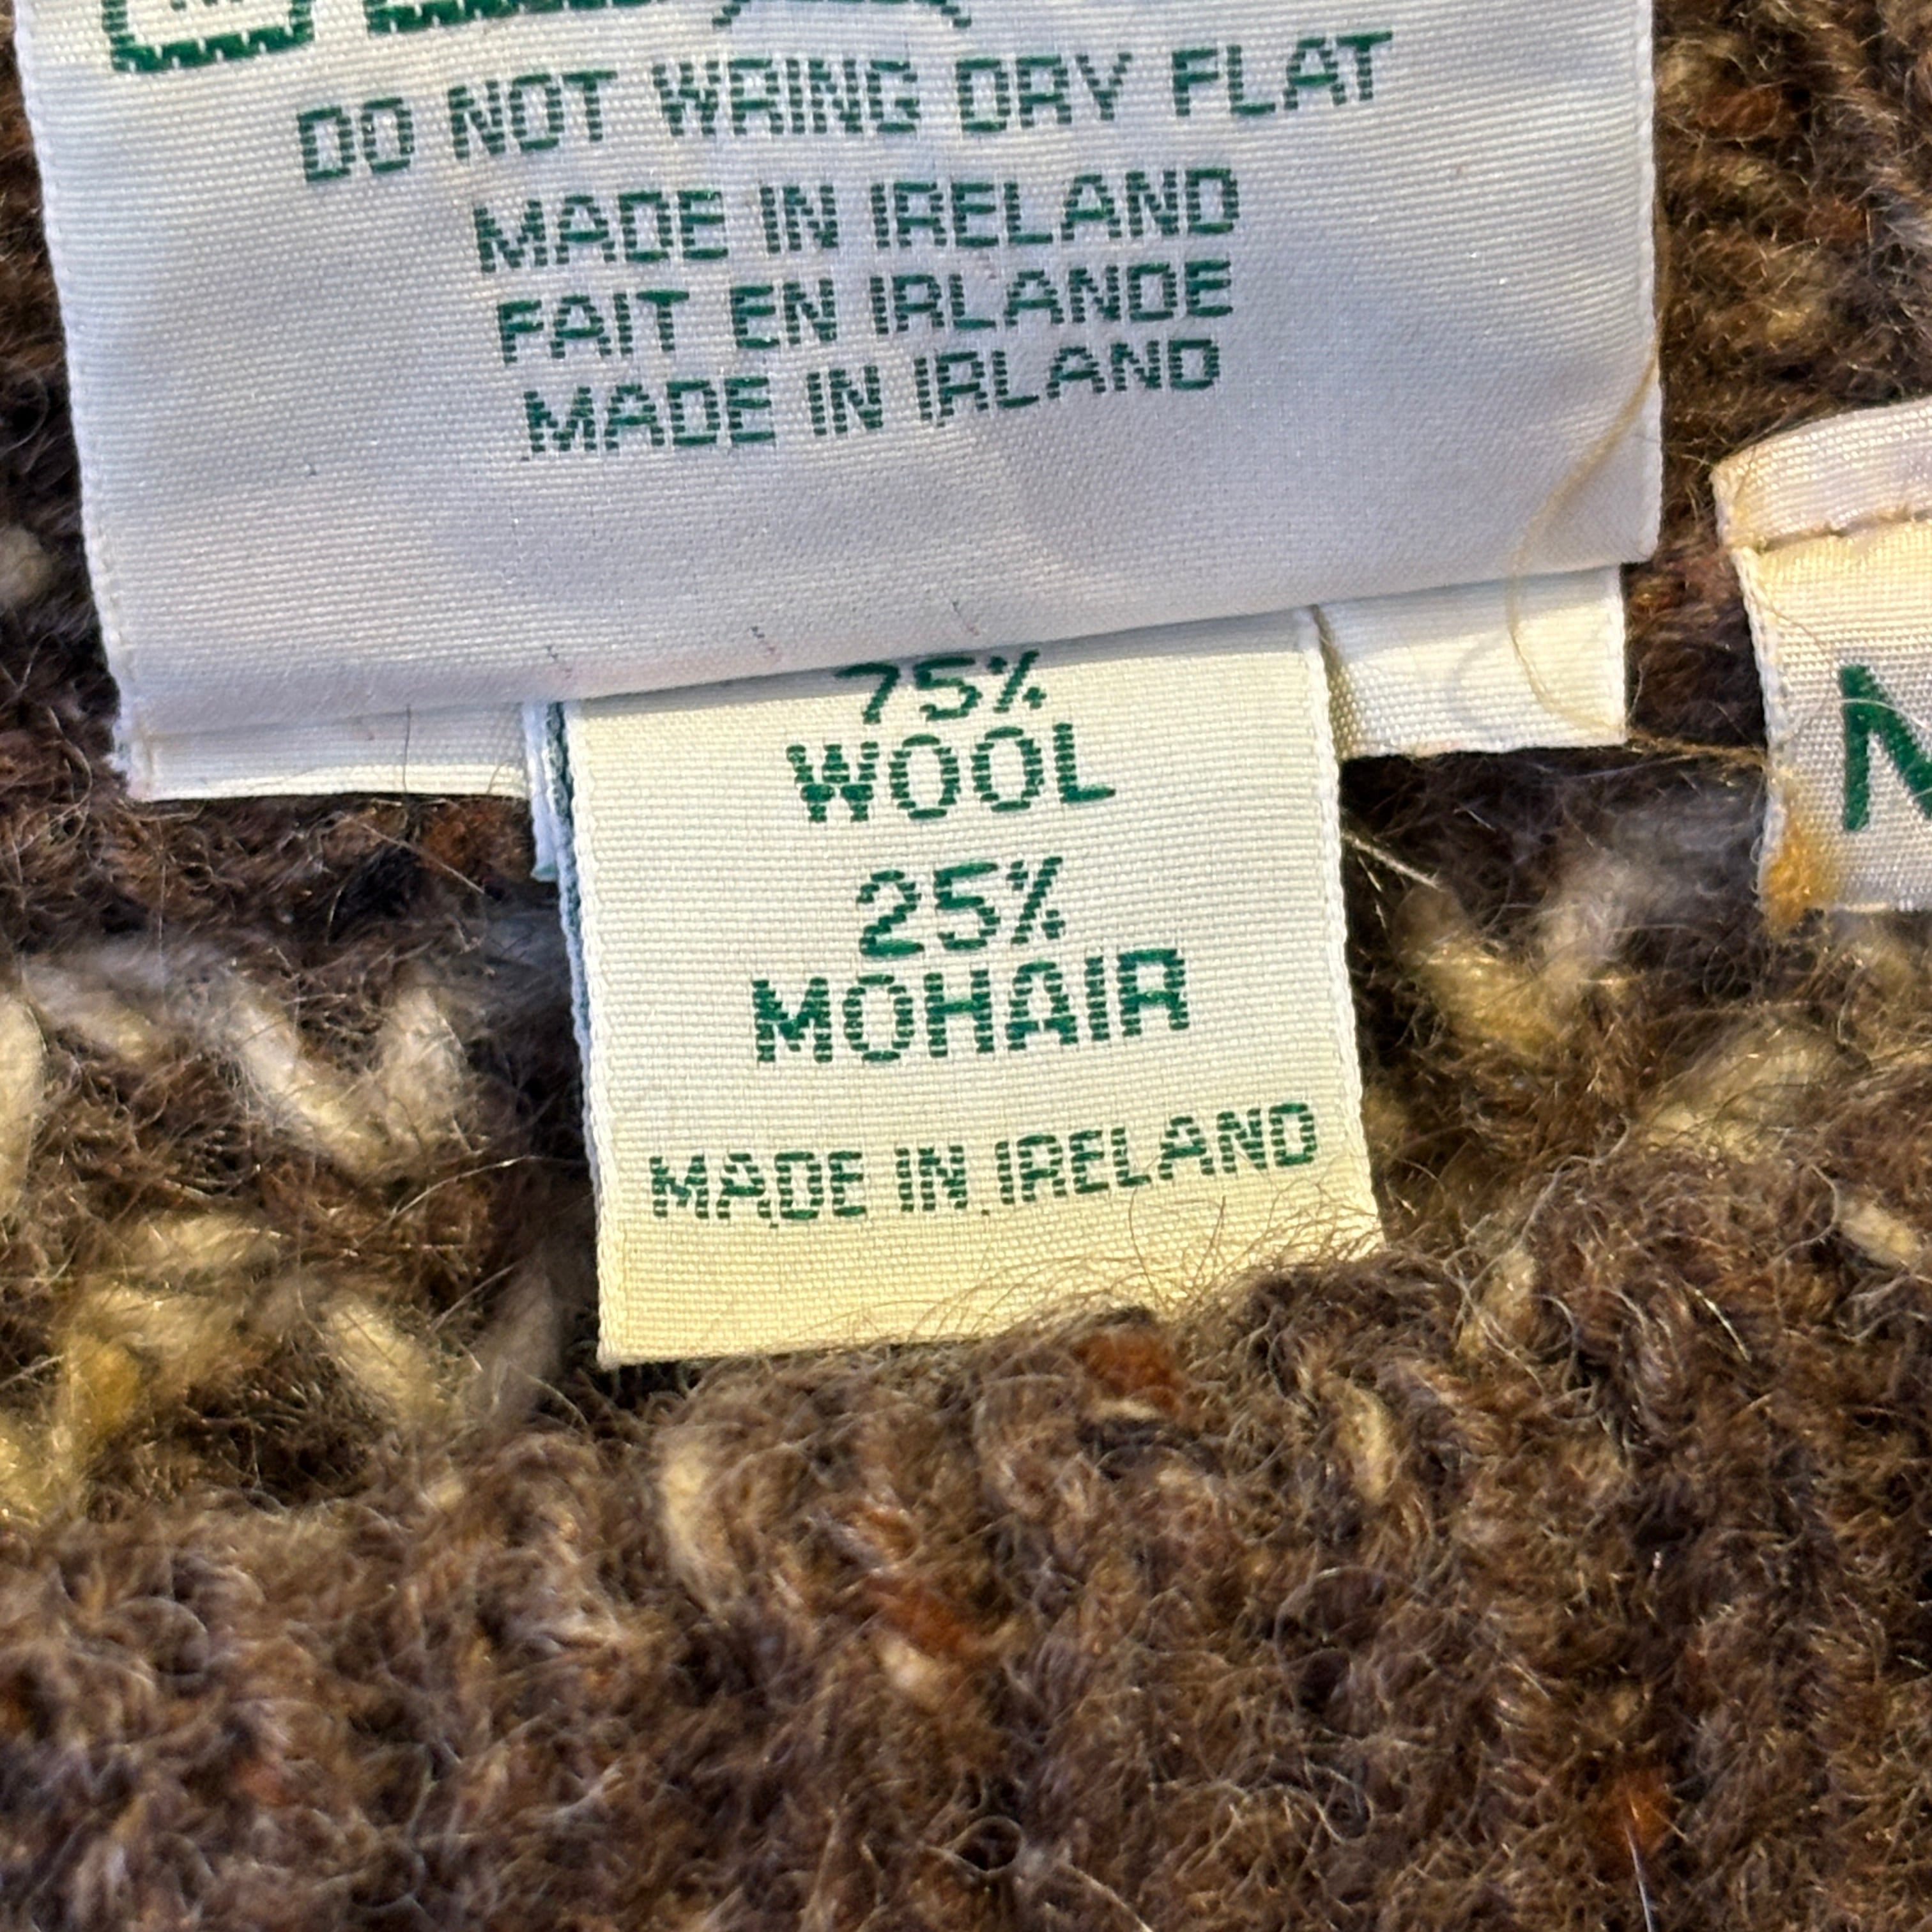 DO NOT WRING DRY FLAT
MADE IN IRELAND
FAIT EN IRLANDE
MADE IN IRLAND
75%
WOOL
25%
MOHAIR
MADE IN IRELAND